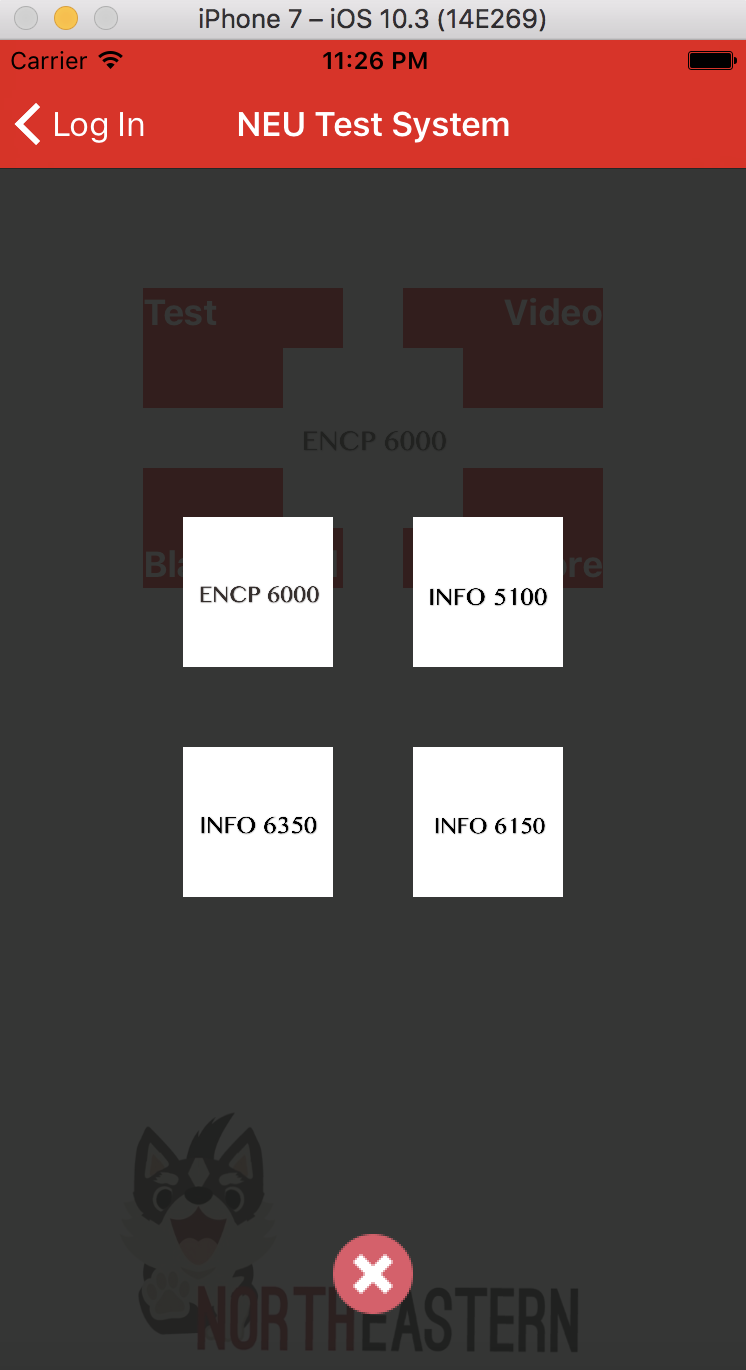 iPhone 7 – iOS 10.3 (14E269)
Carrier 11:26 PM
Log In NEU Test System
Test Video
ENCP 6000
ENCP 6000 INFO 5100
INFO 6350 INFO 6150
NORTHEASTERN